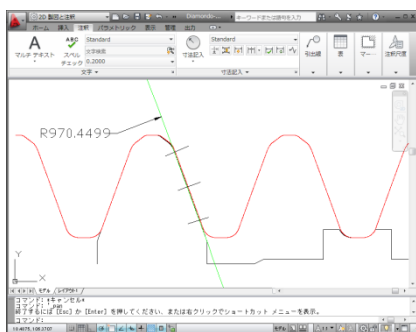 2D 製図と注釈
Diamondo...
キーワードまたは語句を入力
ホーム 挿入 注釈 パラメトリック 表示 管理 出力
マルチ テキスト
スペル チェック
Standard
文字検索
0.2000
文字
寸法記入
Standard
寸法記入
引出線
表
マー...
注釈尺度
R970.4499
Y
X
モデル レイアウト1
コマンド: *キャンセル*
コマンド: '_pan
終了するには [Esc] か [Enter] を押してください、または右クリックでショートカット メニューを表示。
コマンド: